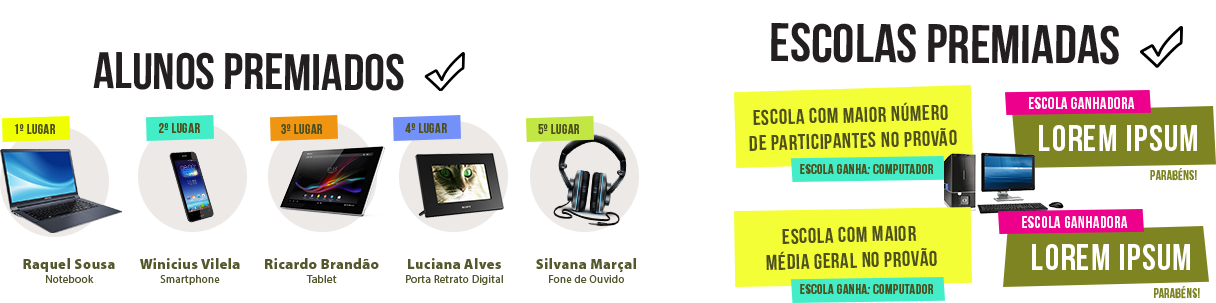 ALUNOS PREMIADOS
1º LUGAR
2º LUGAR
3º LUGAR
4º LUGAR
5º LUGAR
Raquel Sousa
Notebook
Winicius Vilela
Smartphone
Ricardo Brandão
Tablet
Luciana Alves
Porta Retrato Digital
Silvana Marçal
Fone de Ouvido
ESCOLAS PREMIADAS
ESCOLA COM MAIOR NÚMERO
DE PARTICIPANTES NO PROVÃO
ESCOLA GANHA: COMPUTADOR
ESCOLA GANHADORA
LOREM IPSUM
PARABÉNS!
ESCOLA COM MAIOR
MÉDIA GERAL NO PROVÃO
ESCOLA GANHA: COMPUTADOR
ESCOLA GANHADORA
LOREM IPSUM
PARABÉNS!